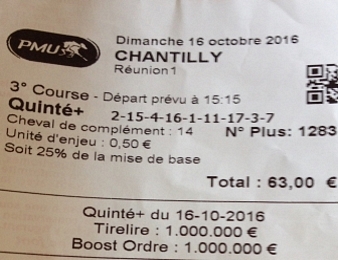 PMU
Dimanche 16 octobre 2016
CHANTILLY
Réunion1
3° Course - Départ prévu à 15:15
Quinté+ 2-15-4-16-1-11-17-3-7
Cheval de complément : 14 N° Plus: 1283
Unité d'enjeu : 0,50 €
Soit 25% de la mise de base
Total : 63,00 €
Quinté+ du 16-10-2016
Tirelire : 1.000.000 €
Boost Ordre : 1.000.000 €